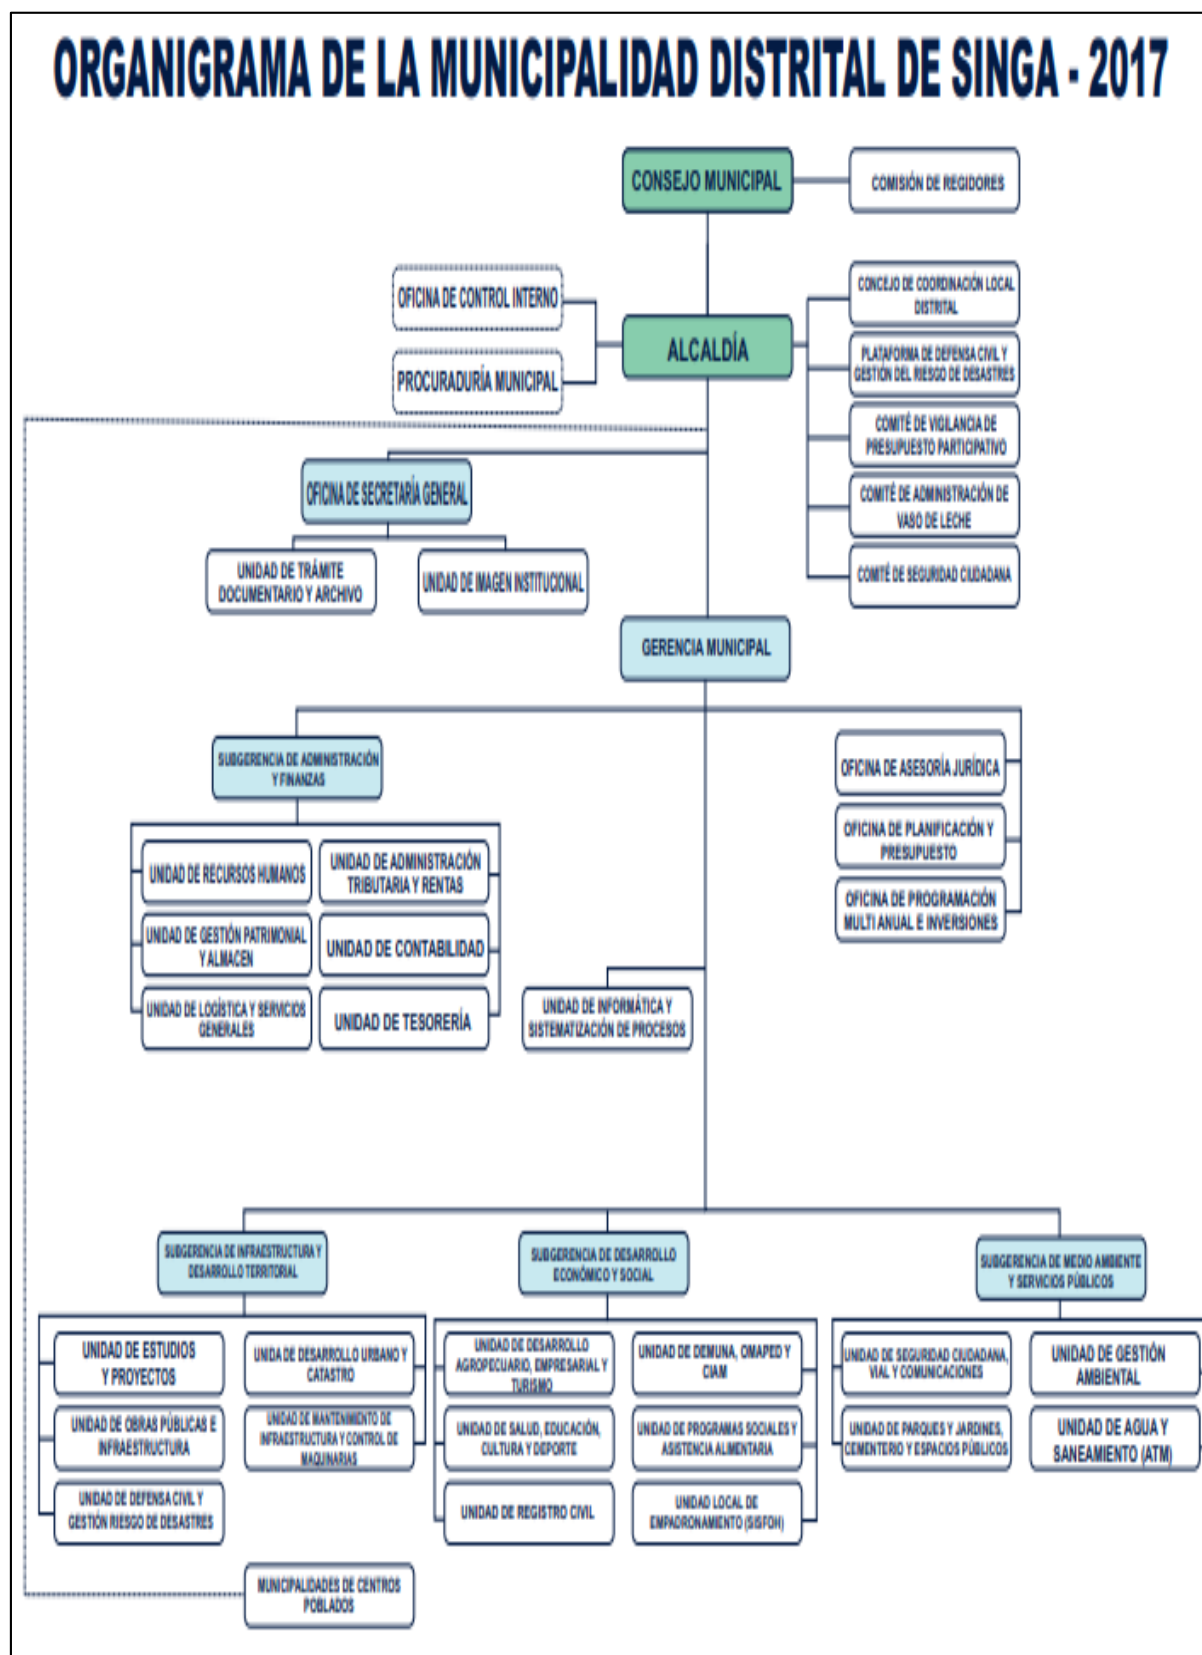 ORGANIGRAMA DE LA MUNICIPALIDAD DISTRITAL DE SINGA - 2017
CONSEJO MUNICIPAL
COMISIÓN DE REGIDORES
OFICINA DE CONTROL INTERNO
PROCURADURÍA MUNICIPAL
ALCALDÍA
CONCEJO DE COORDINACIÓN LOCAL
DISTRITAL
PLATAFORMA DE DEFENSA CIVIL Y
GESTIÓN DEL RIESGO DE DESASTRES
COMITÉ DE VIGILANCIA DE
PRESUPUESTO PARTICIPATIVO
COMITÉ DE ADMINISTRACIÓN DE
VASO DE LECHE
COMITÉ DE SEGURIDAD CIUDADANA
OFICINA DE SECRETARÍA GENERAL
UNIDAD DE TRÁMITE
DOCUMENTARIO Y ARCHIVO
UNIDAD DE IMAGEN INSTITUCIONAL
GERENCIA MUNICIPAL
SUBGERENCIA DE ADMINISTRACIÓN
Y FINANZAS
OFICINA DE ASESORÍA JURÍDICA
OFICINA DE PLANIFICACIÓN Y
PRESUPUESTO
OFICINA DE PROGRAMACIÓN
MULTI ANUAL E INVERSIONES
UNIDAD DE RECURSOS HUMANOS
UNIDAD DE ADMINISTRACIÓN
TRIBUTARIA Y RENTAS
UNIDAD DE GESTIÓN PATRIMONIAL
Y ALMACEN
UNIDAD DE CONTABILIDAD
UNIDAD DE LOGÍSTICA Y SERVICIOS
GENERALES
UNIDAD DE TESORERÍA
UNIDAD DE INFORMÁTICA Y
SISTEMATIZACIÓN DE PROCESOS
SUBGERENCIA DE INFRAESTRUCTURA Y
DESARROLLO TERRITORIAL
SUBGERENCIA DE DESARROLLO
ECONÓMICO Y SOCIAL
SUBGERENCIA DE MEDIO AMBIENTE
Y SERVICIOS PÚBLICOS
UNIDAD DE ESTUDIOS
Y PROYECTOS
UNIDA DE DESARROLLO URBANO Y
CATASTRO
UNIDAD DE OBRAS PÚBLICAS E
INFRAESTRUCTURA
UNIDAD DE MANTENIMIENTO DE
INFRAESTRUCTURA Y CONTROL DE
MAQUINARIAS
UNIDAD DE DEFENSA CIVIL Y
GESTIÓN RIESGO DE DESASTRES
UNIDAD DE DESARROLLO
AGROPECUARIO, EMPRESARIAL Y
TURISMO
UNIDAD DE DEMUNA, OMAPED Y
CIAM
UNIDAD DE SALUD, EDUCACIÓN,
CULTURA Y DEPORTE
UNIDAD DE PROGRAMAS SOCIALES Y
ASISTENCIA ALIMENTARIA
UNIDAD DE REGISTRO CIVIL
UNIDAD LOCAL DE
EMPADRONAMIENTO (SISFOH)
UNIDAD DE SEGURIDAD CIUDADANA,
VIAL Y COMUNICACIONES
UNIDAD DE GESTIÓN
AMBIENTAL
UNIDAD DE PARQUES Y JARDINES,
CEMENTERIO Y ESPACIOS PÚBLICOS
UNIDAD DE AGUA Y
SANEAMIENTO (ATM)
MUNICIPALIDADES DE CENTROS
POBLADOS